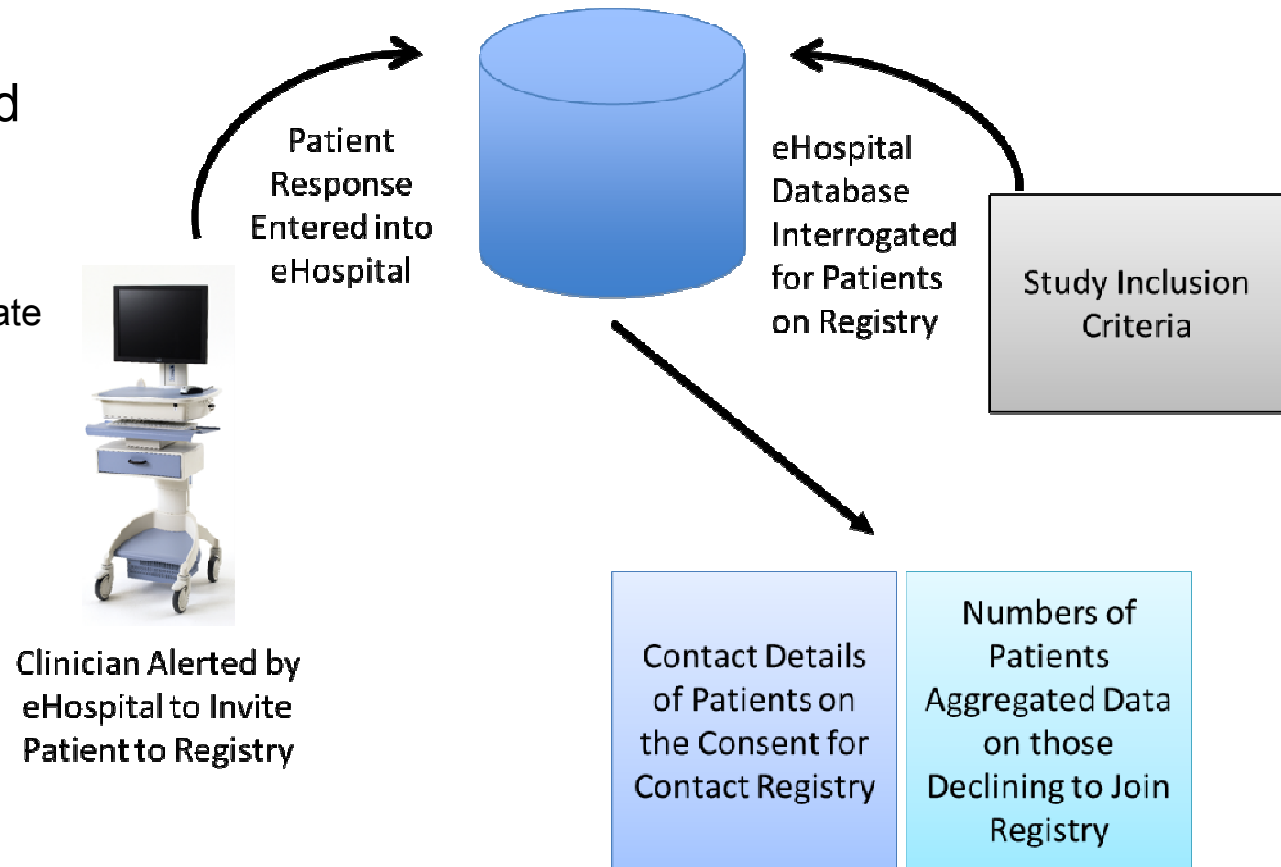 d
ate
Patient
Response
Entered into
eHospital
eHospital
Database
Interrogated
for Patients
on Registry
Study Inclusion
Criteria
Clinician Alerted by
eHospital to Invite
Patient to Registry
Contact Details
of Patients on
the Consent for
Contact Registry
Numbers of
Patients
Aggregated Data
on those
Declining to Join
Registry